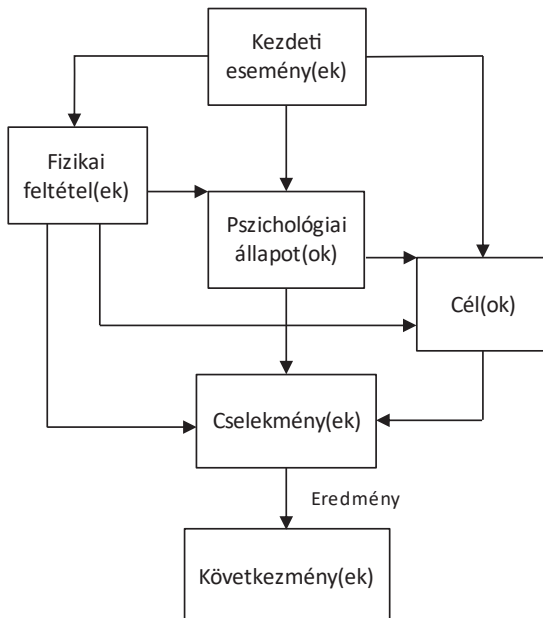 Kezdeti
esemény(ek)
Fizikai
feltétel(ek)
Pszichológiai
állapot(ok)
Cél(ok)
Cselekmény(ek)
Eredmény
Következmény(ek)